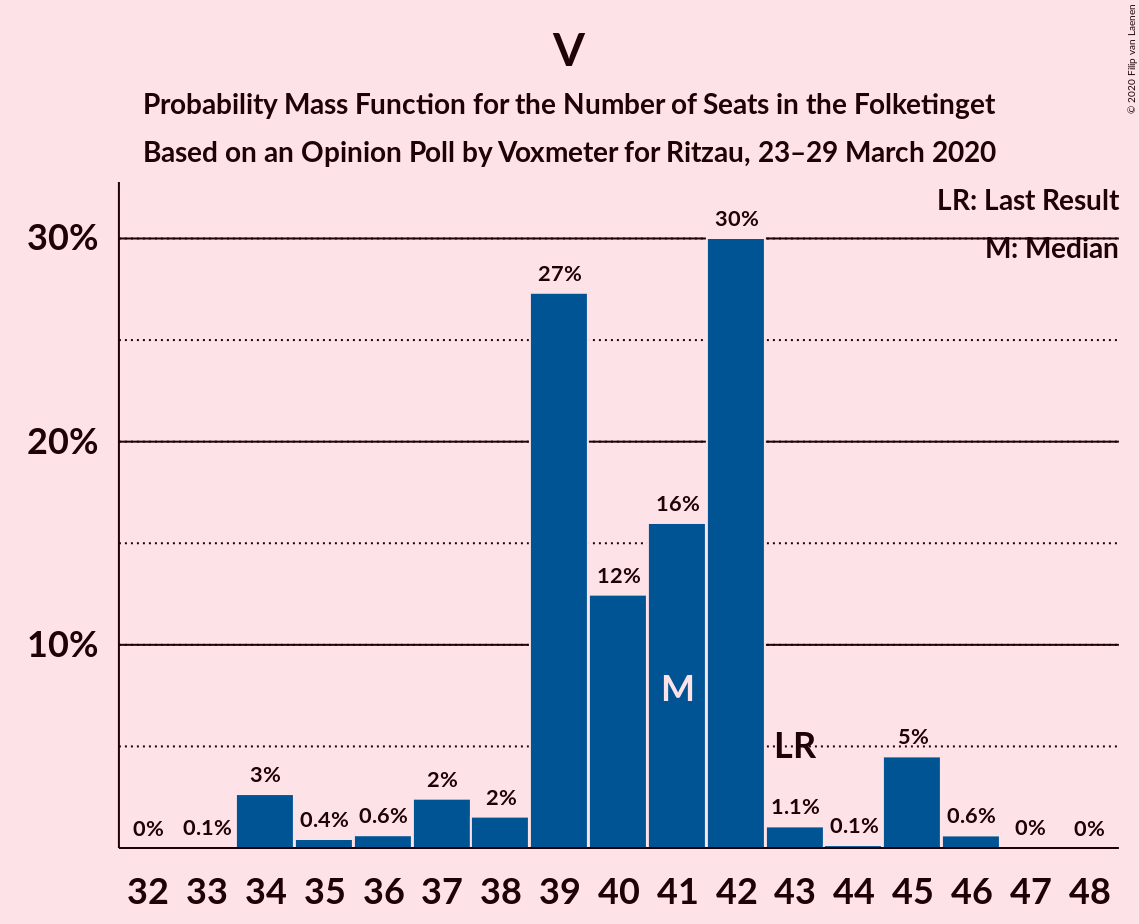 V
Probability Mass Function for the Number of Seats in the Folketinget
Based on an Opinion Poll by Voxmeter for Ritzau, 23–29 March 2020
© 2020 Filip van Laenen
LR: Last Result
M: Median
30%
20%
10%
0%
0.1%
3%
0.4%
0.6%
2%
2%
27%
12%
16%
30%
1.1%
0.1%
5%
0.6%
0%
0%
M
LR
32 33 34 35 36 37 38 39 40 41 42 43 44 45 46 47 48